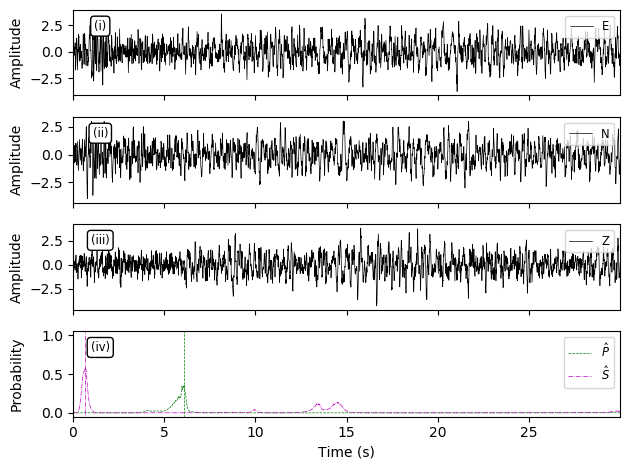 Amplitude
2.5
0.0
−2.5
(i)
E
Amplitude
2.5
0.0
−2.5
(ii)
N
Amplitude
2.5
0.0
−2.5
(iii)
Z
Probability
1.0
0.5
0.0
(iv)
P̂
Ŝ
0 5 10 15 20 25
Time (s)